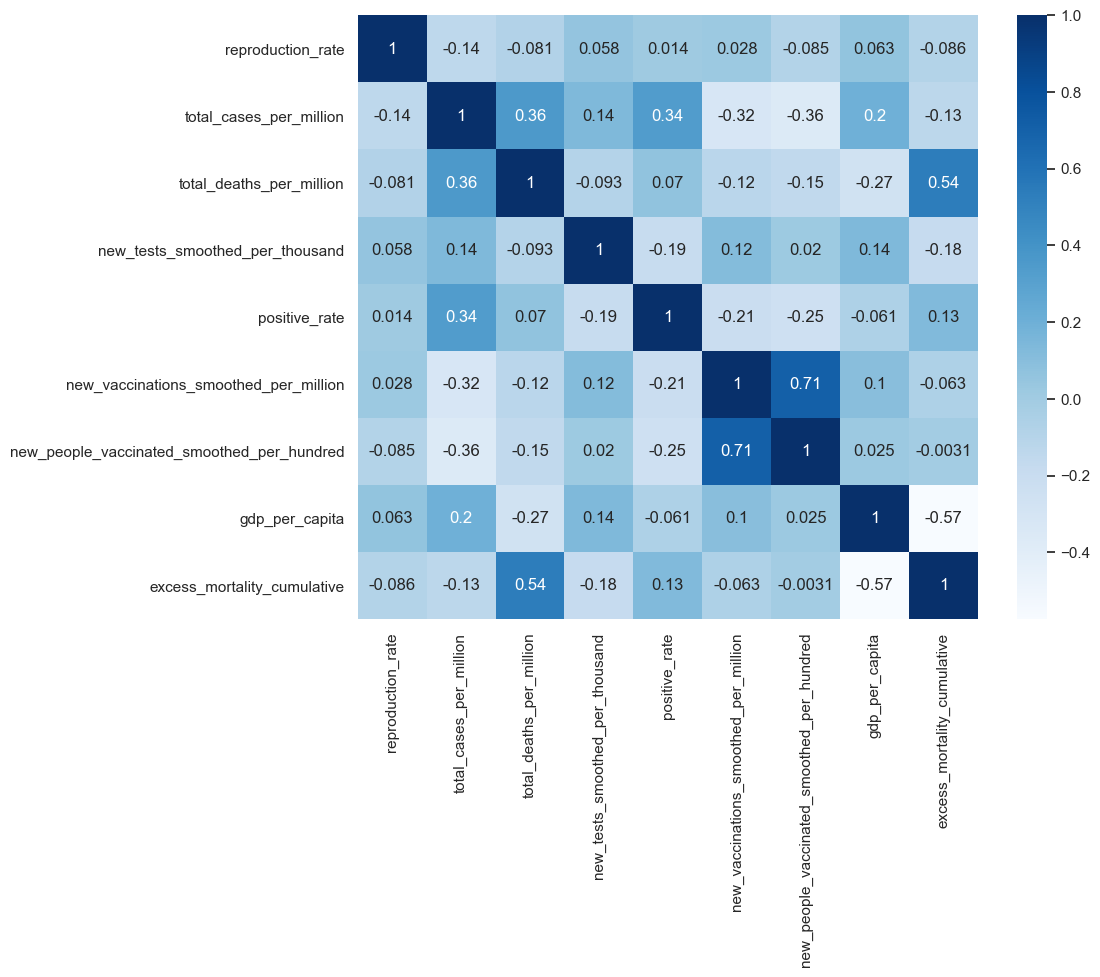 reproduction_rate 1 -0.14 -0.081 0.058 0.014 0.028 -0.085 0.063 -0.086
total_cases_per_million -0.14 1 0.36 0.14 0.34 -0.32 -0.36 0.2 -0.13
total_deaths_per_million -0.081 0.36 1 -0.093 0.07 -0.12 -0.15 -0.27 0.54
new_tests_smoothed_per_thousand 0.058 0.14 -0.093 1 -0.19 0.12 0.02 0.14 -0.18
positive_rate 0.014 0.34 0.07 -0.19 1 -0.21 -0.25 -0.061 0.13
new_vaccinations_smoothed_per_million 0.028 -0.32 -0.12 0.12 -0.21 1 0.71 0.1 -0.063
new_people_vaccinated_smoothed_per_hundred -0.085 -0.36 -0.15 0.02 -0.25 0.71 1 0.025 -0.0031
gdp_per_capita 0.063 0.2 -0.27 0.14 -0.061 0.1 0.025 1 -0.57
excess_mortality_cumulative -0.086 -0.13 0.54 -0.18 0.13 -0.063 -0.0031 -0.57 1
reproduction_rate
total_cases_per_million
total_deaths_per_million
new_tests_smoothed_per_thousand
positive_rate
new_vaccinations_smoothed_per_million
new_people_vaccinated_smoothed_per_hundred
gdp_per_capita
excess_mortality_cumulative
1.0
0.8
0.6
0.4
0.2
0.0
-0.2
-0.4